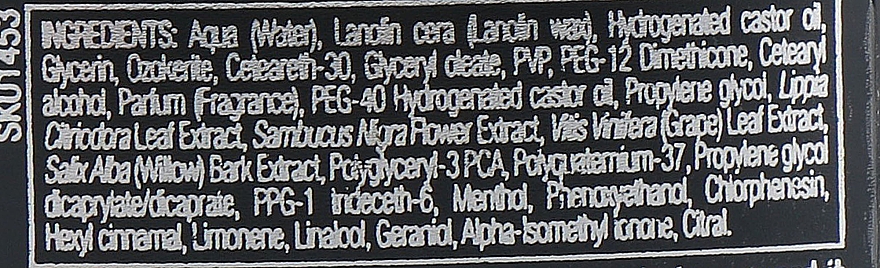 INGREDIENTS: Aqua (Water), Lanolin cera (Lanolin wax), Hydrogenated castor oil,
Glycerin, Ozokerite, Ceteareth-30, Glyceryl oleate, PVP, PEG-12 Dimethicone, Cetearyl
alcohol, Parfum (Fragrance), PEG-40 Hydrogenated castor oil, Propylene glycol, Lippia
Citriodora Leaf Extract, Sambucus Nigra Flower Extract, Vitis Vinifera (Grape) Leaf Extract,
Salix Alba (Willow) Bark Extract, Polyglyceryl-3 PCA, Polyquaternium-37, Propylene glycol
dicaprylate/dicaprate, PPG-1 trideceth-6, Menthol, Phenoxyethanol, Chlorphenesin,
Hexyl cinnamal, Limonene, Linalool, Geraniol, Alpha-Isomethyl ionone, Citral.
SKU1453